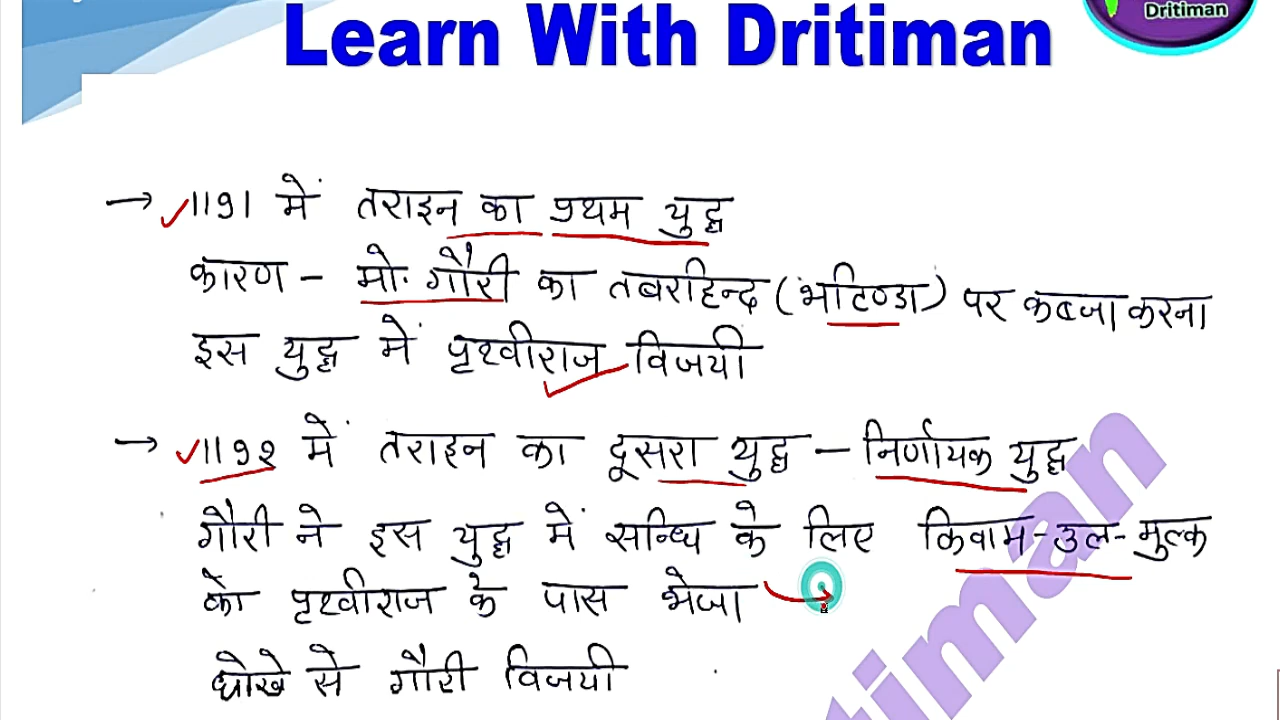 Dritiman
Learn With Dritiman
→ 1191 में तराइन का प्रथम युद्ध
कारण - मो. गौरी का तबरहिन्द (भटिण्डा) पर कब्जा करना
इस युद्ध में पृथ्वीराज विजयी
→ 1192 में तराइन का दूसरा युद्ध - निर्णायक युद्ध
गौरी ने इस युद्ध में सन्धि के लिए किवाम-उल-मुल्क
को पृथ्वीराज के पास भेजा
धोखे से गौरी विजयी
Dritiman